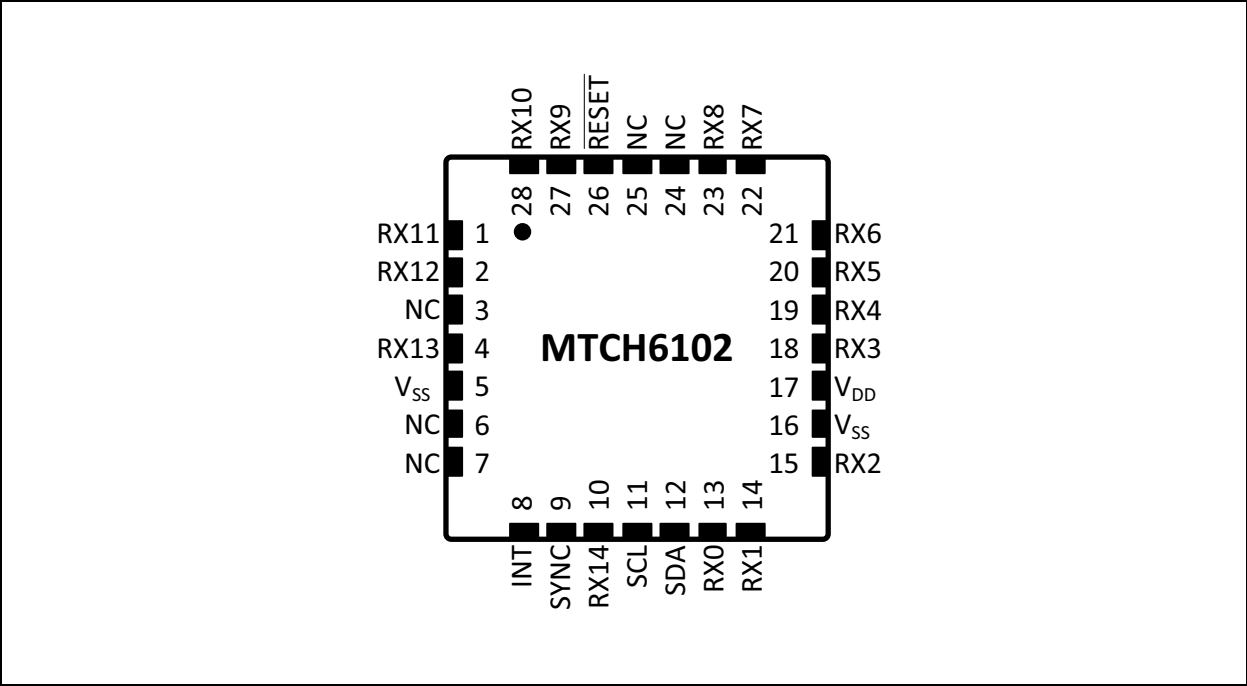 RX10 RX9 R̅E̅S̅E̅T̅ NC NC RX8 RX7
28 27 26 25 24 23 22
RX11 1 21 RX6
RX12 2 20 RX5
NC 3 19 RX4
RX13 4 MTCH6102 18 RX3
VSS 5 17 VDD
NC 6 16 VSS
NC 7 15 RX2
8 9 10 11 12 13 14
INT SYNC RX14 SCL SDA RX0 RX1